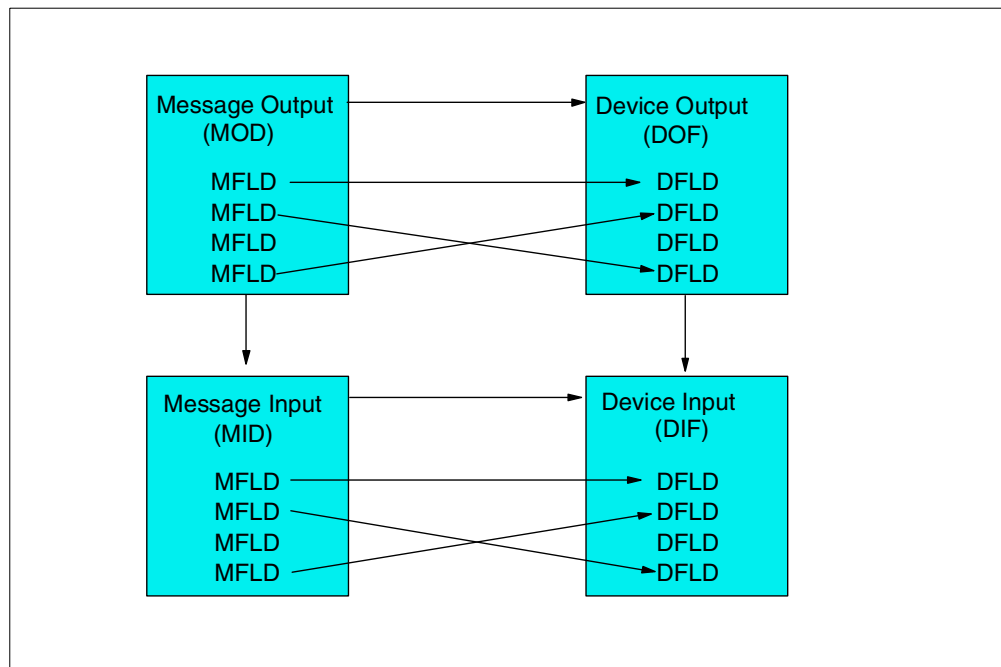 Message Output
(MOD)
MFLD
MFLD
MFLD
MFLD
Device Output
(DOF)
DFLD
DFLD
DFLD
DFLD
Message Input
(MID)
MFLD
MFLD
MFLD
MFLD
Device Input
(DIF)
DFLD
DFLD
DFLD
DFLD